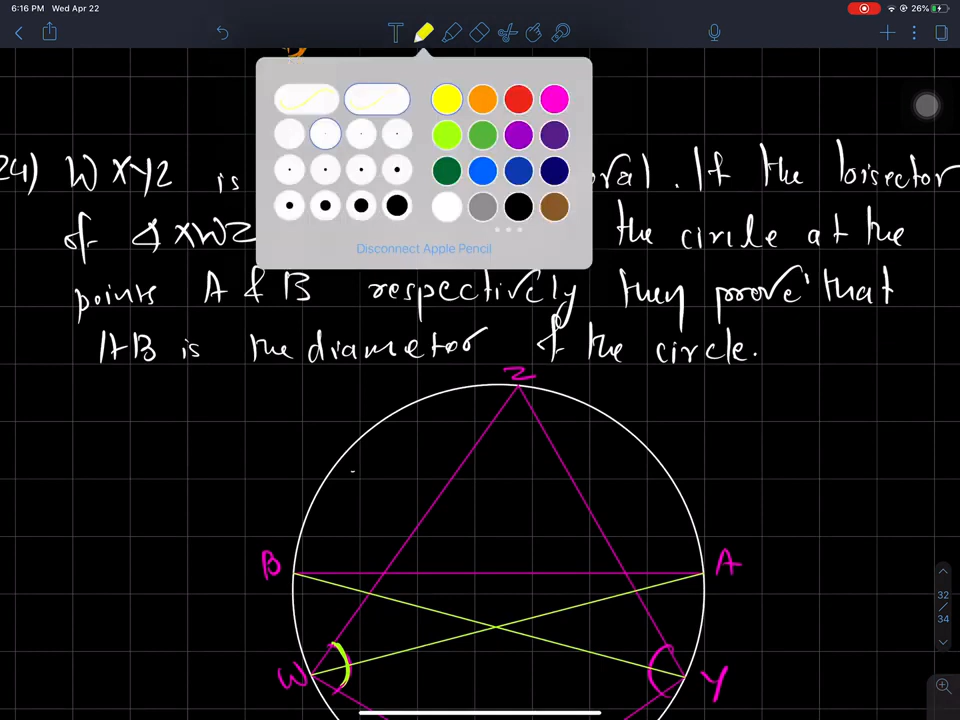 6:16 PM Wed Apr 22
26%
T
Disconnect Apple Pencil
24) WXYZ is If the bisector
of ∢ XWZ the circle at the
points A & B respectively then prove that
AB is the diameter of the circle.
Z
B
A
W
Y
32
/
34